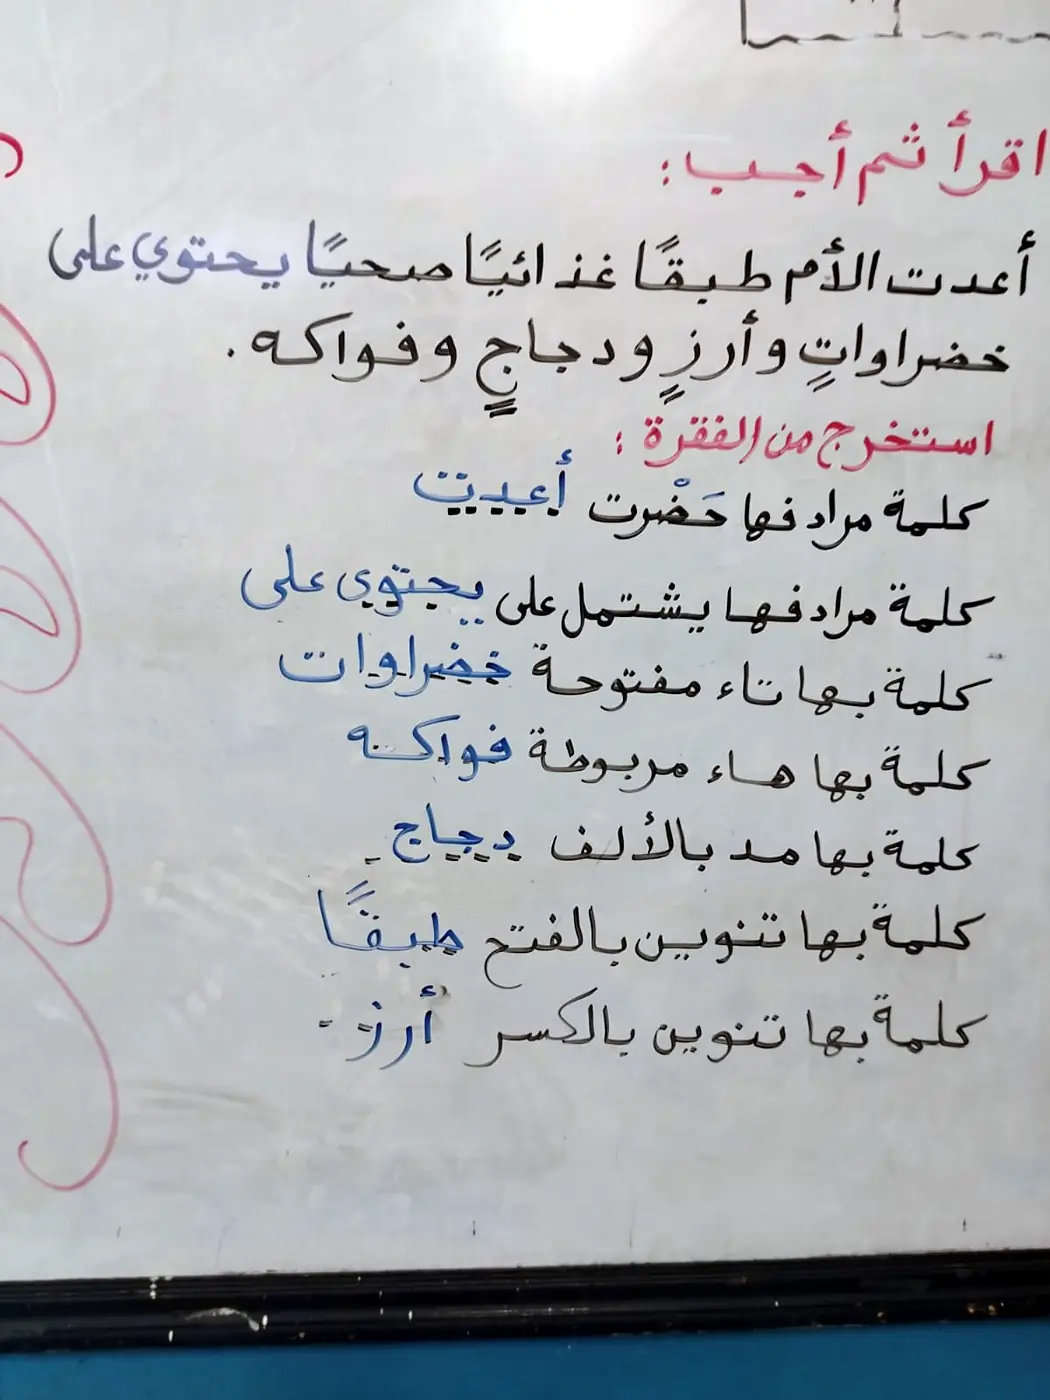 اقرأ ثم أجب :
أعدت الأم طبقًا غذائيًا صحيًا يحتوي على
خضراواتٍ وأرزٍ ودجاجٍ وفواكه .
استخرج من الفقرة :
كلمة مرادفها حَضْرت أعدت
كلمة مرادفها يشتمل على يحتوي على
كلمة بها تاء مفتوحة خضراوات
كلمة بها هاء مربوطة فواكه
كلمة بها مد بالألف دجاج
كلمة بها تنوين بالفتح طبقًا
كلمة بها تنوين بالكسر أرز